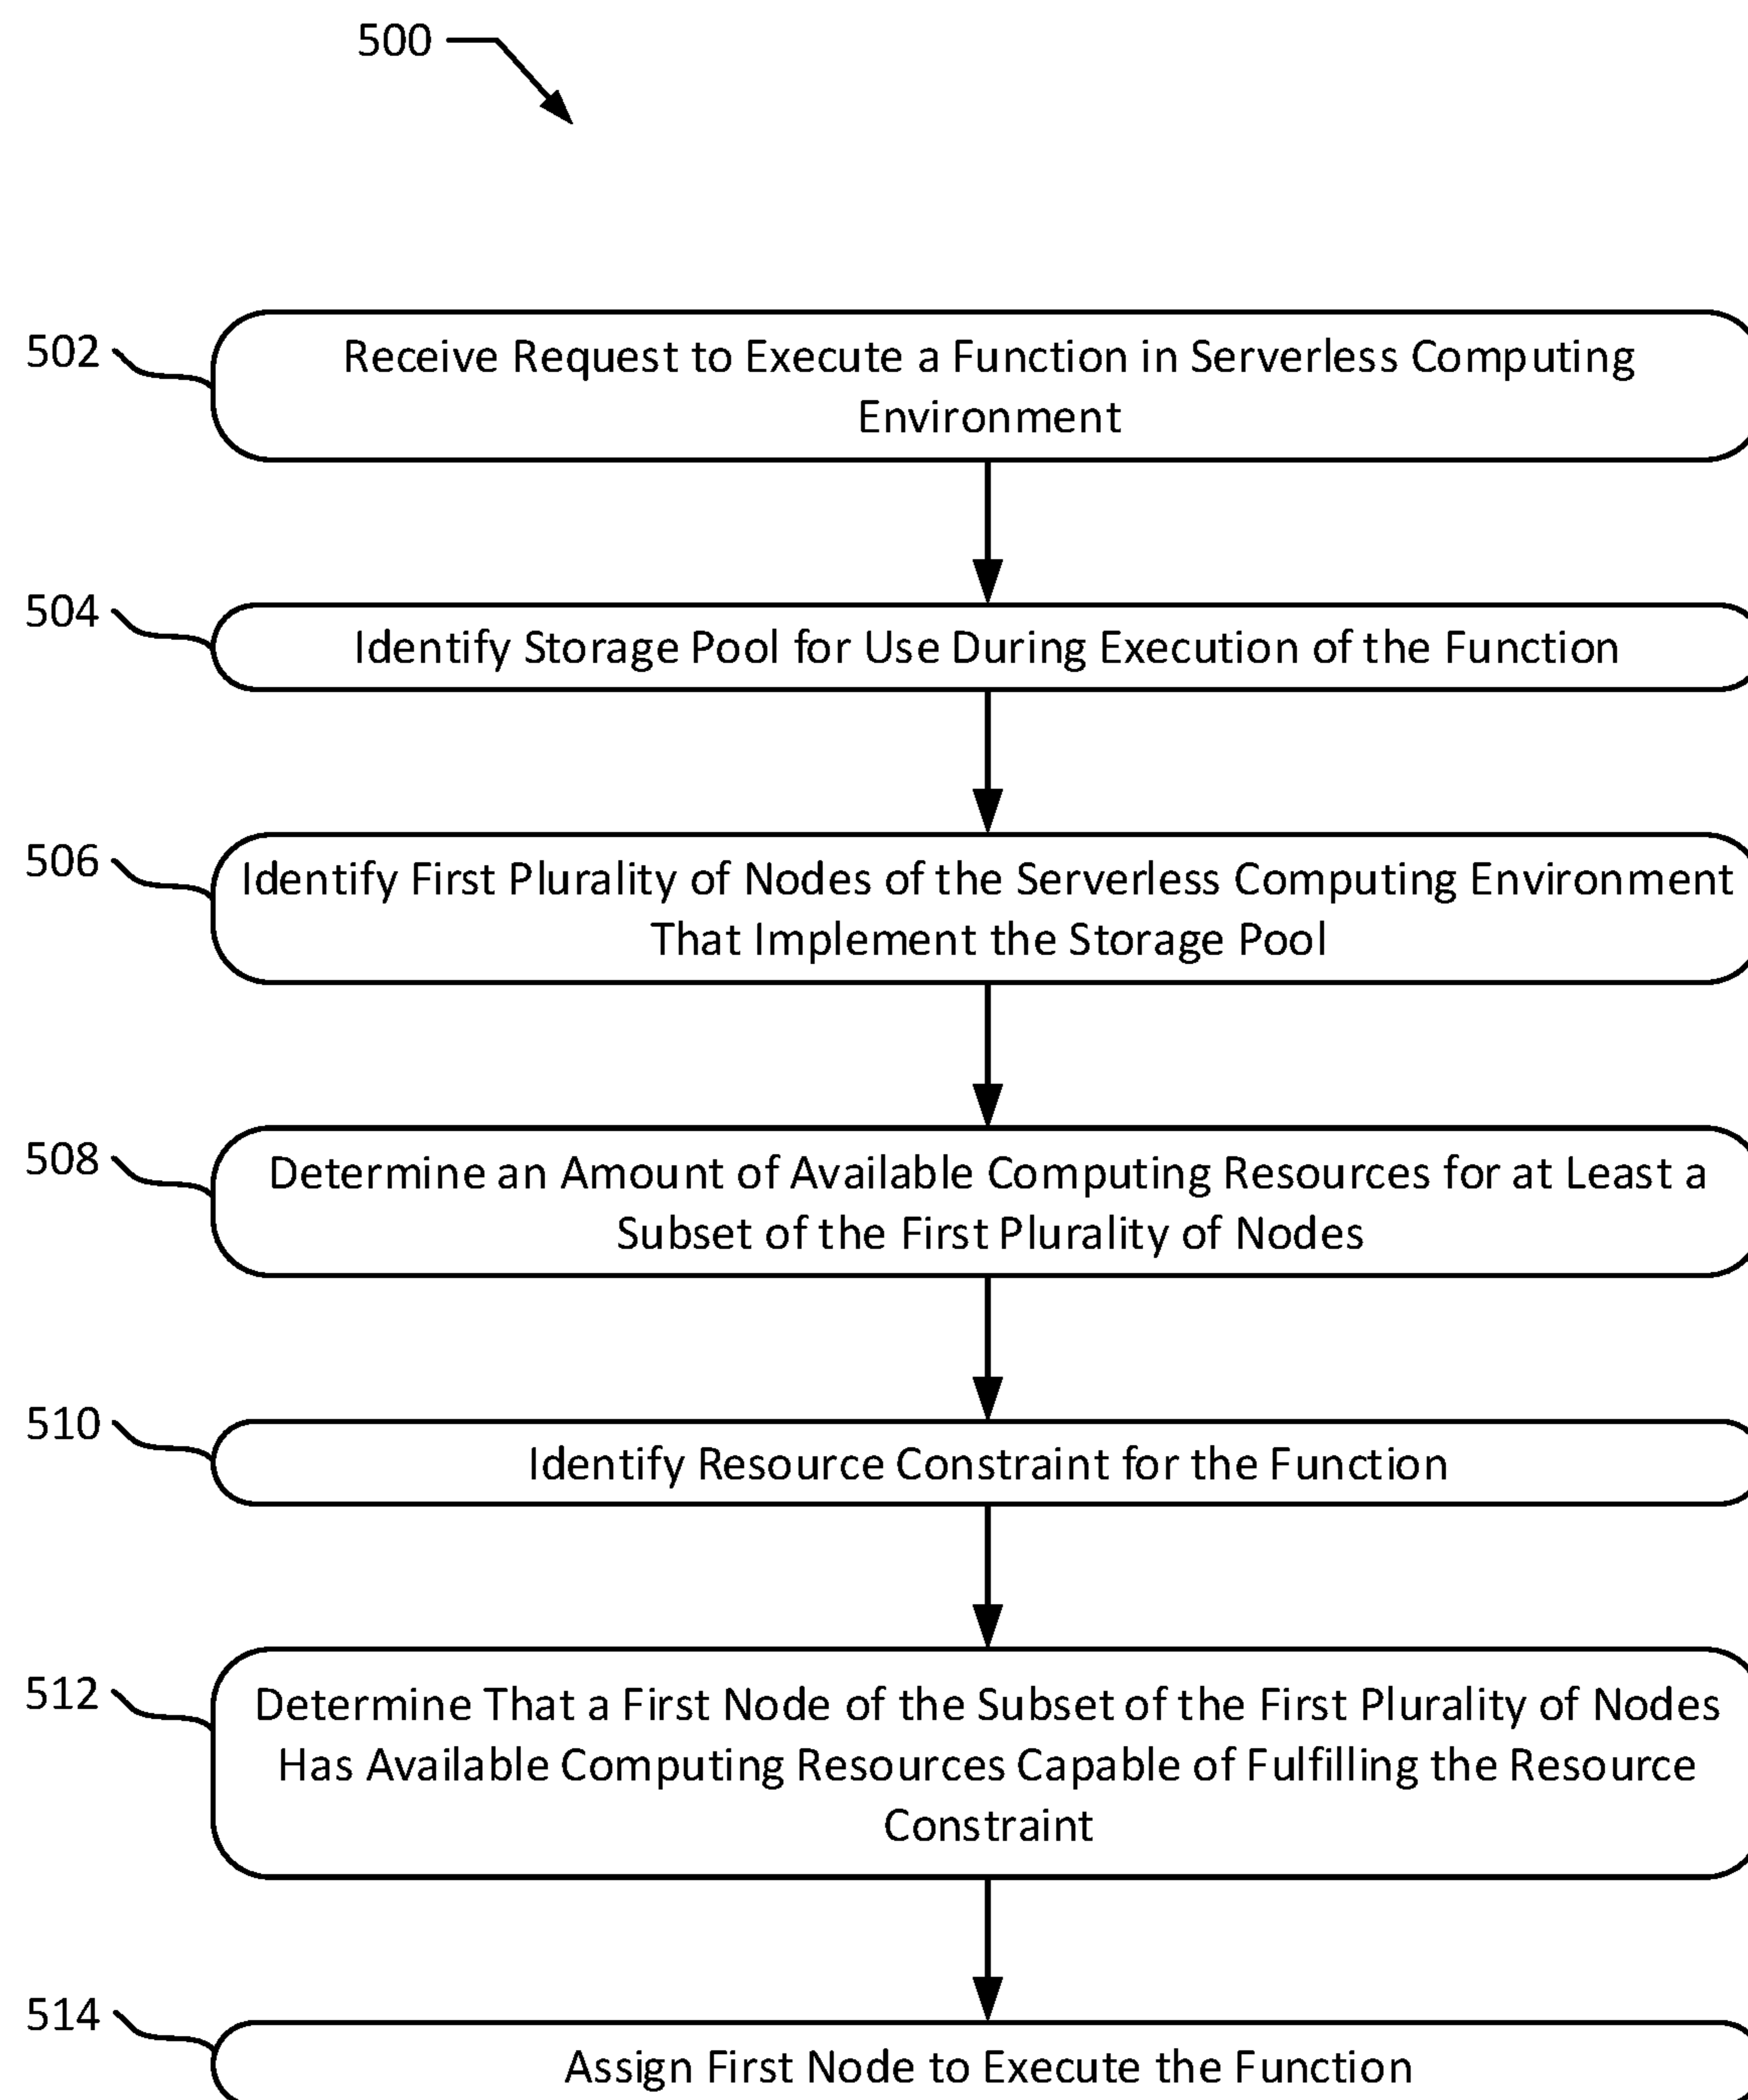 500
502
Receive Request to Execute a Function in Serverless Computing
Environment
504
Identify Storage Pool for Use During Execution of the Function
506
Identify First Plurality of Nodes of the Serverless Computing Environment
That Implement the Storage Pool
508
Determine an Amount of Available Computing Resources for at Least a
Subset of the First Plurality of Nodes
510
Identify Resource Constraint for the Function
512
Determine That a First Node of the Subset of the First Plurality of Nodes
Has Available Computing Resources Capable of Fulfilling the Resource
Constraint
514
Assign First Node to Execute the Function